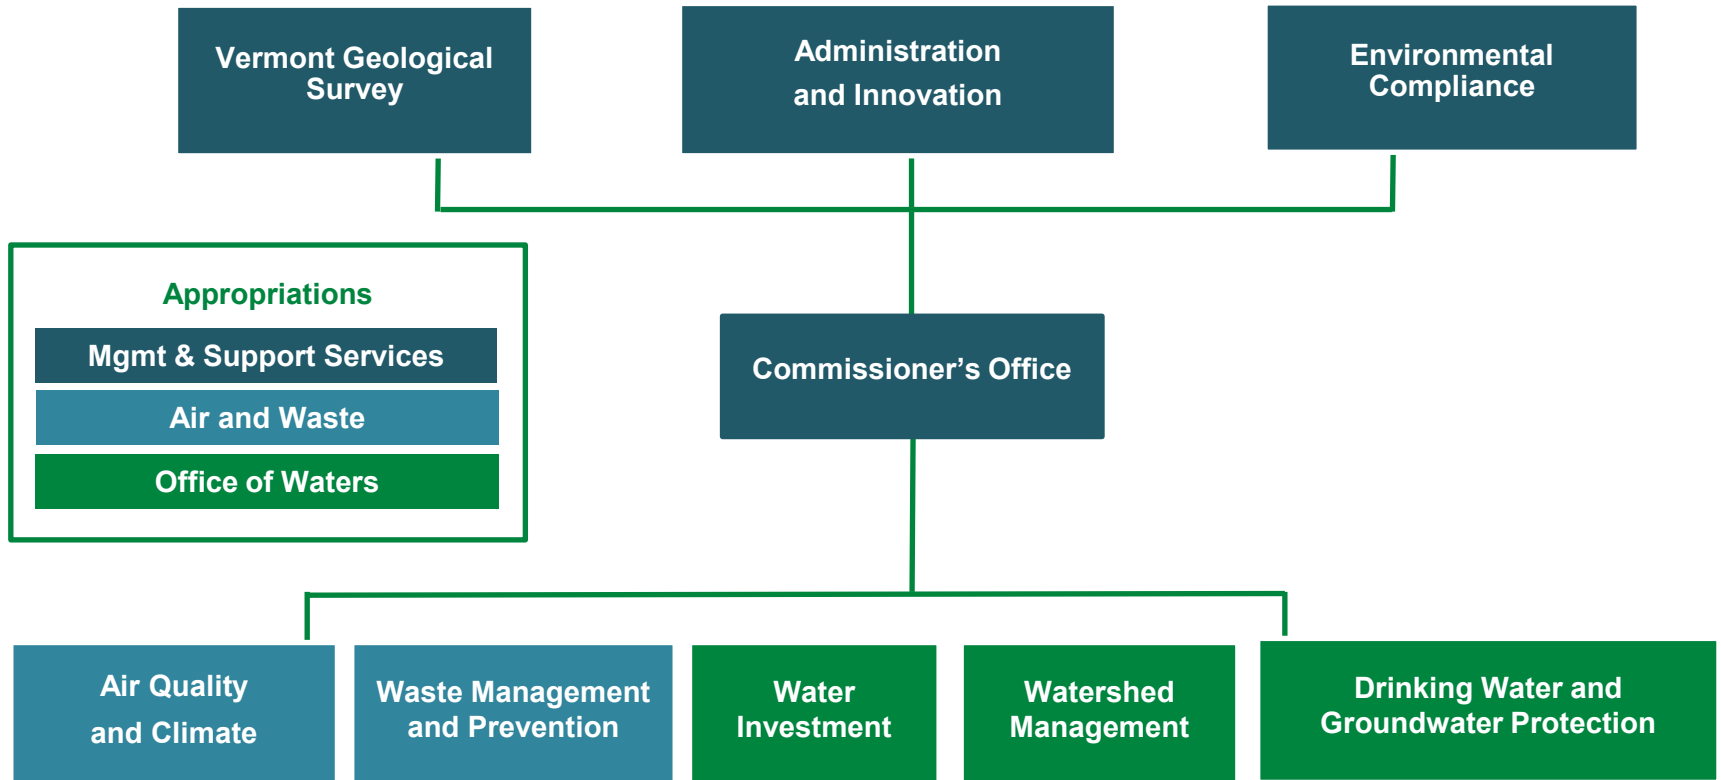 Vermont Geological
Survey
Administration
and Innovation
Environmental
Compliance
Appropriations
Mgmt & Support Services
Air and Waste
Office of Waters
Commissioner’s Office
Air Quality
and Climate
Waste Management
and Prevention
Water
Investment
Watershed
Management
Drinking Water and
Groundwater Protection